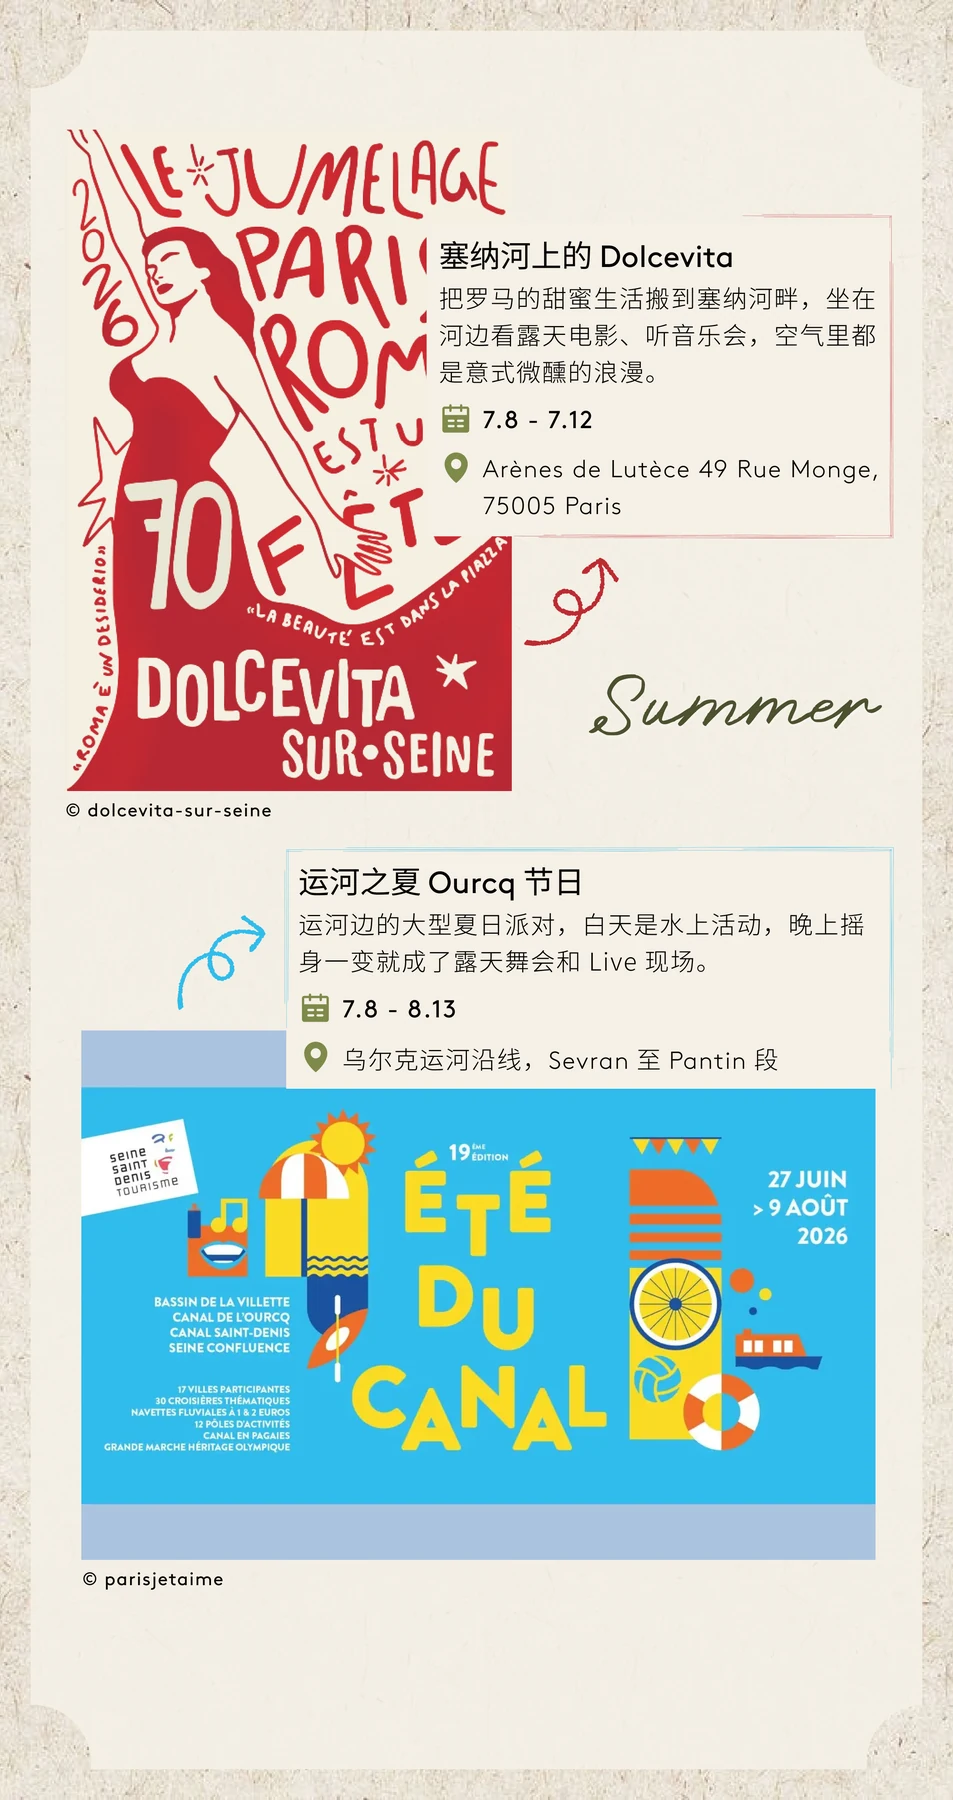 LE JUMELAGE
2026
PARI
ROM
EST U
70
FÊT
«LA BEAUTÉ EST DANS LA PIAZZA
«ROMA È UN DESIDERIO»
DOLCEVITA
SUR•SEINE
塞纳河上的 Dolcevita
把罗马的甜蜜生活搬到塞纳河畔，坐在
河边看露天电影、听音乐会，空气里都
是意式微醺的浪漫。
7.8 - 7.12
Arènes de Lutèce 49 Rue Monge,
75005 Paris
Summer
© dolcevita-sur-seine
运河之夏 Ourcq 节日
运河边的大型夏日派对，白天是水上活动，晚上摇
身一变就成了露天舞会和 Live 现场。
7.8 - 8.13
乌尔克运河沿线，Sevran 至 Pantin 段
seine
saint
denis
TOURISME
19ÈME ÉDITION
ÉTÉ
DU
CANAL
27 JUIN
> 9 AOÛT
2026
BASSIN DE LA VILLETTE
CANAL DE L'OURCQ
CANAL SAINT-DENIS
SEINE CONFLUENCE
17 VILLES PARTICIPANTES
30 CROISIÈRES THÉMATIQUES
NAVETTES FLUVIALES À 1 & 2 EUROS
12 PÔLES D'ACTIVITÉS
CANAL EN PAGAIES
GRANDE MARCHE HÉRITAGE OLYMPIQUE
© parisjetaime